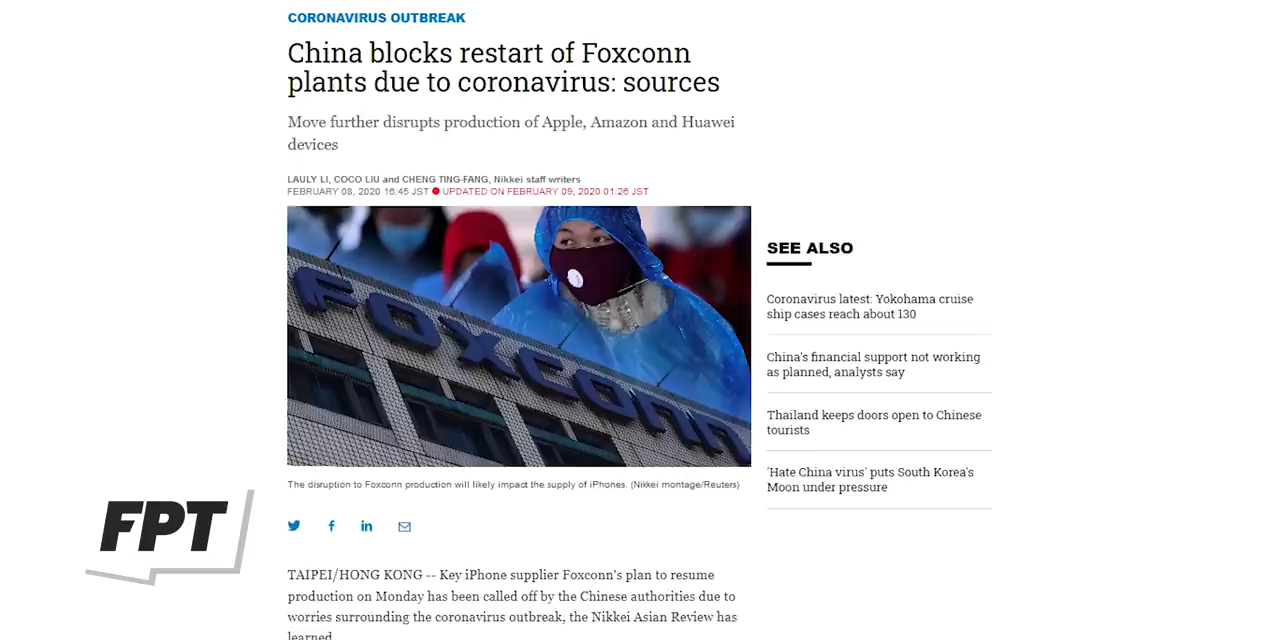 CORONAVIRUS OUTBREAK
China blocks restart of Foxconn
plants due to coronavirus: sources
Move further disrupts production of Apple, Amazon and Huawei
devices
LAULY LI, COCO LIU and CHENG TING-FANG, Nikkei staff writers
FEBRUARY 08, 2020 16:45 JST ● UPDATED ON FEBRUARY 09, 2020 01:26 JST
FOXCONN
The disruption to Foxconn production will likely impact the supply of iPhones. (Nikkei montage/Reuters)
TAIPEI/HONG KONG -- Key iPhone supplier Foxconn's plan to resume
production on Monday has been called off by the Chinese authorities due to
worries surrounding the coronavirus outbreak, the Nikkei Asian Review has
learned.
SEE ALSO
Coronavirus latest: Yokohama cruise
ship cases reach about 130
China's financial support not working
as planned, analysts say
Thailand keeps doors open to Chinese
tourists
'Hate China virus' puts South Korea's
Moon under pressure
FPT